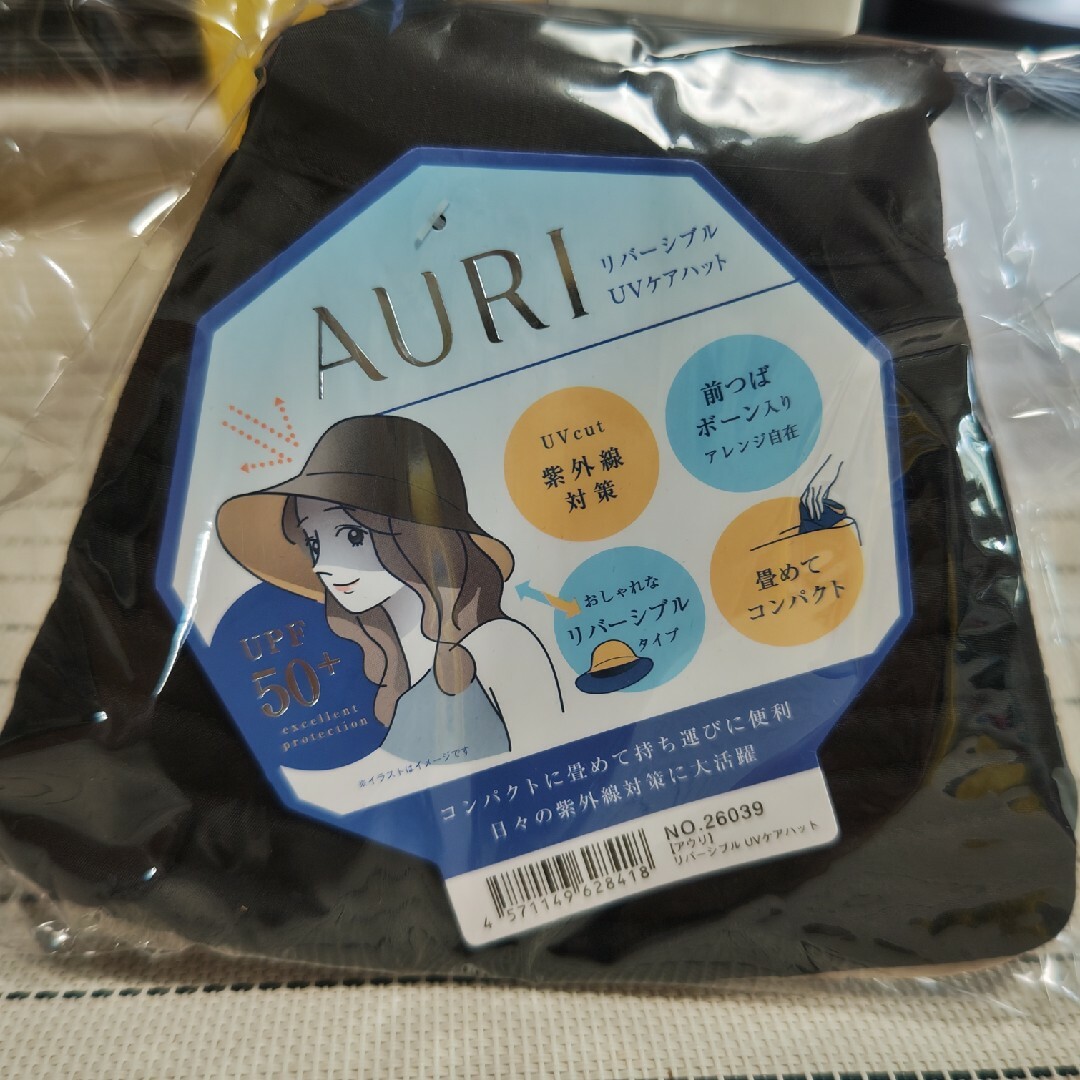 AURI
リバーシブル
UVケアハット
UVcut
紫外線
対策
前つば
ボーン入り
アレンジ自在
おしゃれな
リバーシブル
タイプ
畳めて
コンパクト
UPF
50+
excellent
protection
※イラストはイメージです
コンパクトに畳めて持ち運びに便利
日々の紫外線対策に大活躍
NO.26039
[アウリ]
リバーシブル UVケアハット
4 571149 628418